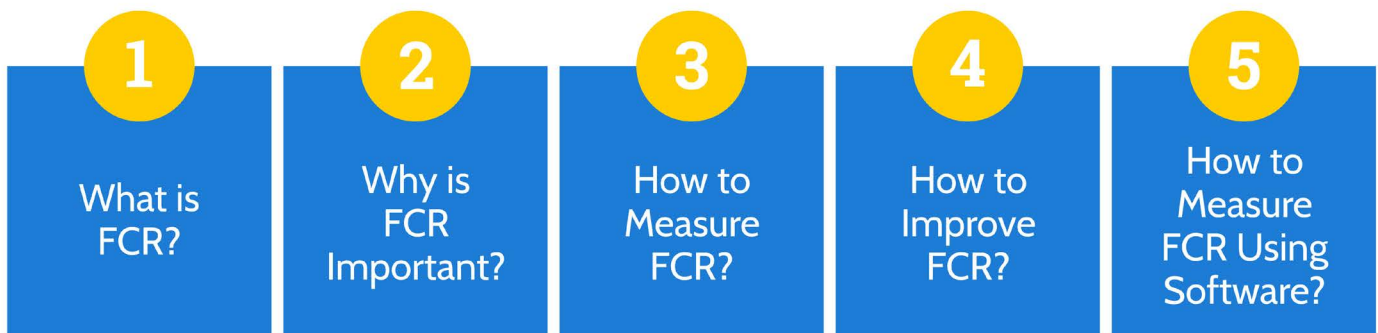 1
What is
FCR?
2
Why is
FCR
Important?
3
How to
Measure
FCR?
4
How to
Improve
FCR?
5
How to
Measure
FCR Using
Software?